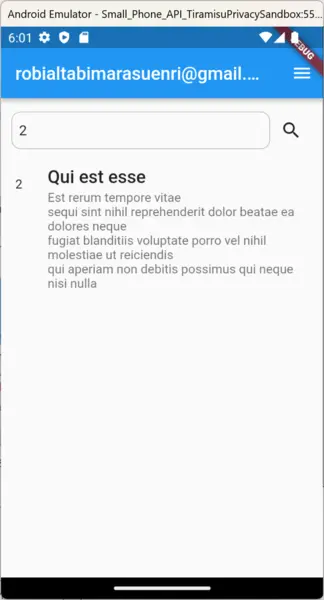 Android Emulator - Small_Phone_API_TiramisuPrivacySandbox:55...
6:01
DEBUG
robialtabimarasuenri@gmail....
2
2
Qui est esse
Est rerum tempore vitae
sequi sint nihil reprehenderit dolor beatae ea
dolores neque
fugiat blanditiis voluptate porro vel nihil
molestiae ut reiciendis
qui aperiam non debitis possimus qui neque
nisi nulla